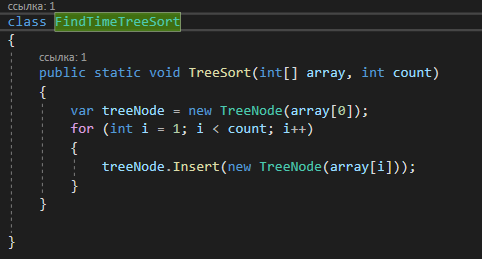 ссылка: 1
class FindTimeTreeSort
{
ссылка: 1
public static void TreeSort(int[] array, int count)
{
var treeNode = new TreeNode(array[0]);
for (int i = 1; i < count; i++)
{
treeNode.Insert(new TreeNode(array[i]));
}
}
}